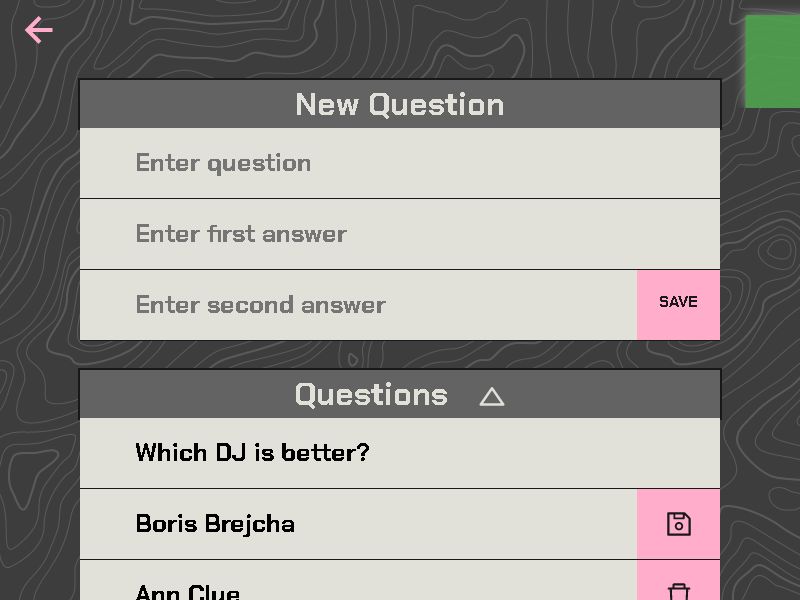 New Question
Enter question
Enter first answer
Enter second answer
SAVE
Questions
Which DJ is better?
Boris Brejcha
Ann Clue